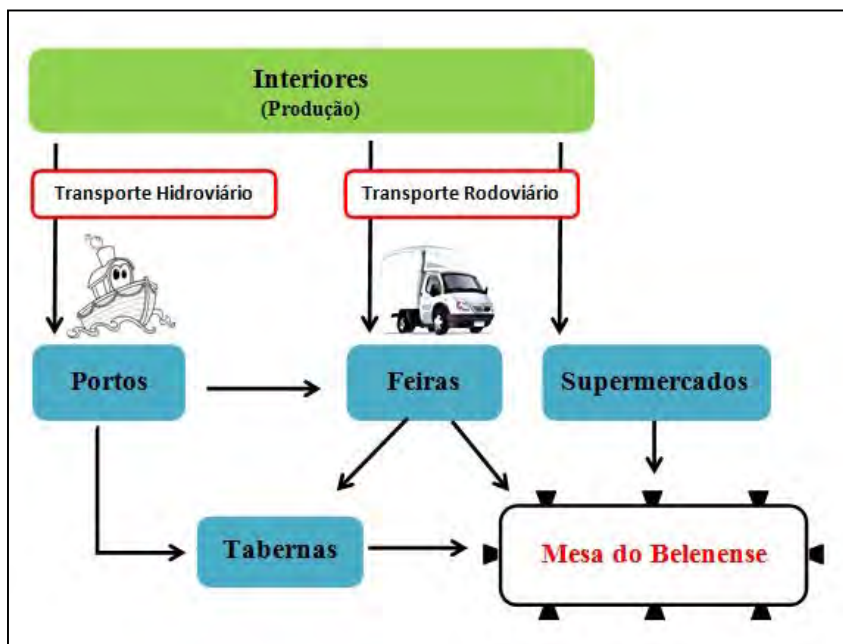 Interiores
(Produção)
Transporte Hidroviário
Transporte Rodoviário
Portos
Feiras
Supermercados
Tabernas
Mesa do Belenense